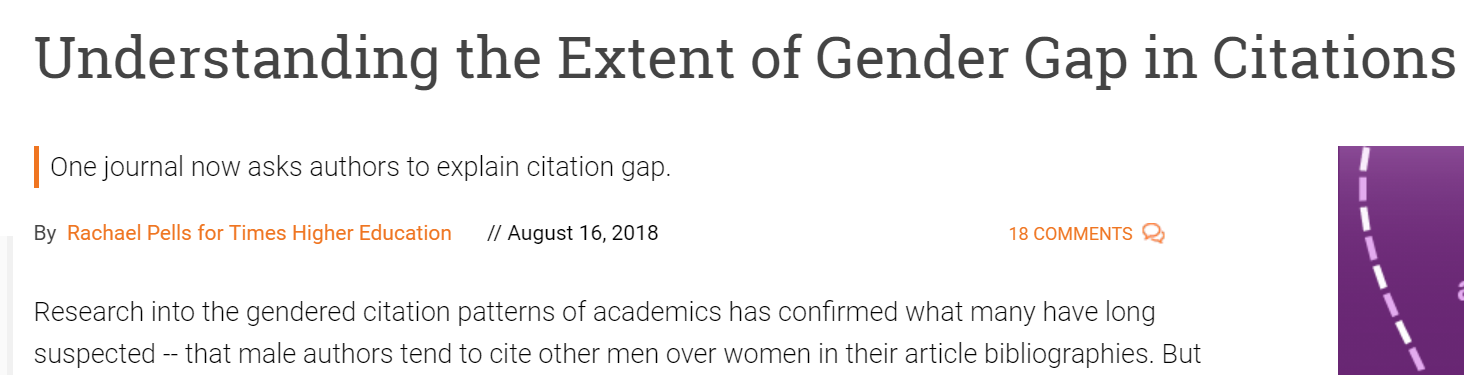 Understanding the Extent of Gender Gap in Citations
One journal now asks authors to explain citation gap.
By Rachael Pells for Times Higher Education // August 16, 2018
18 COMMENTS
Research into the gendered citation patterns of academics has confirmed what many have long
suspected -- that male authors tend to cite other men over women in their article bibliographies. But